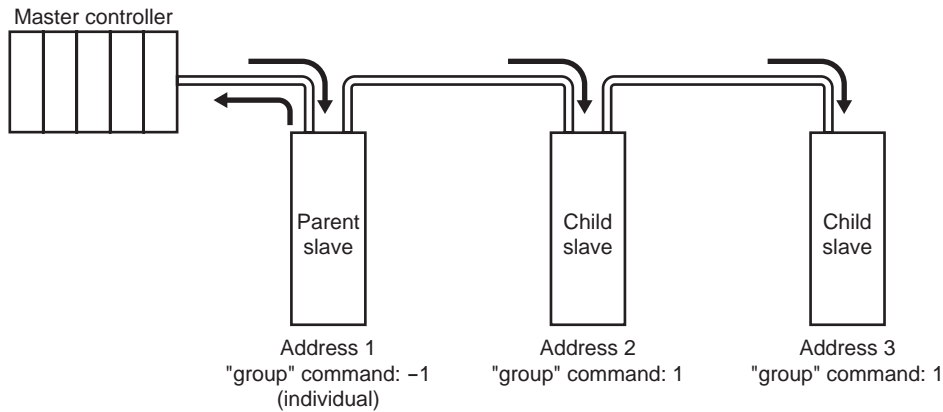 Master controller
Parent
slave
Child
slave
Child
slave
Address 1
"group" command: −1
(individual)
Address 2
"group" command: 1
Address 3
"group" command: 1